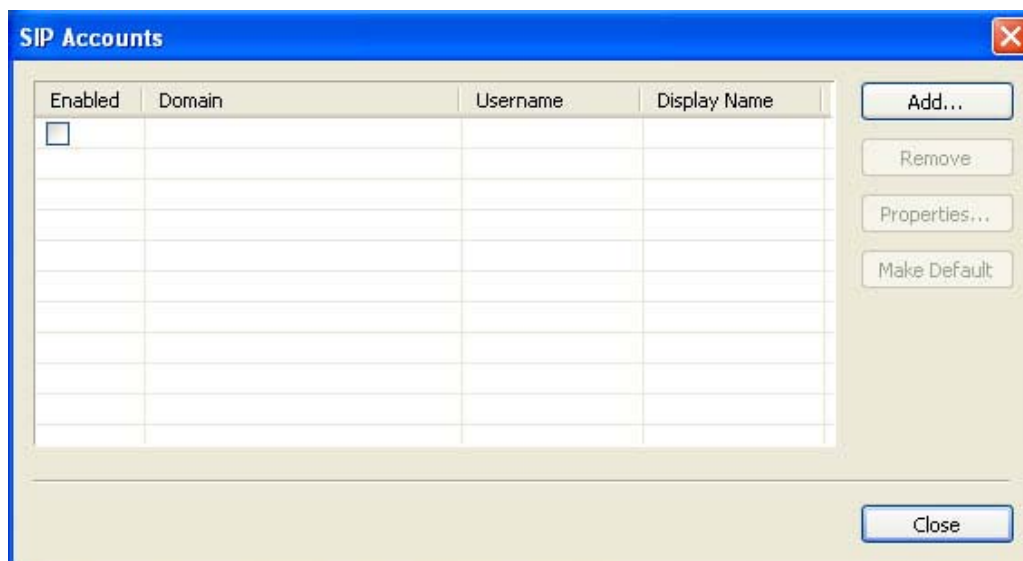 SIP Accounts
Enabled Domain Username Display Name
Add...
Remove
Properties...
Make Default
Close